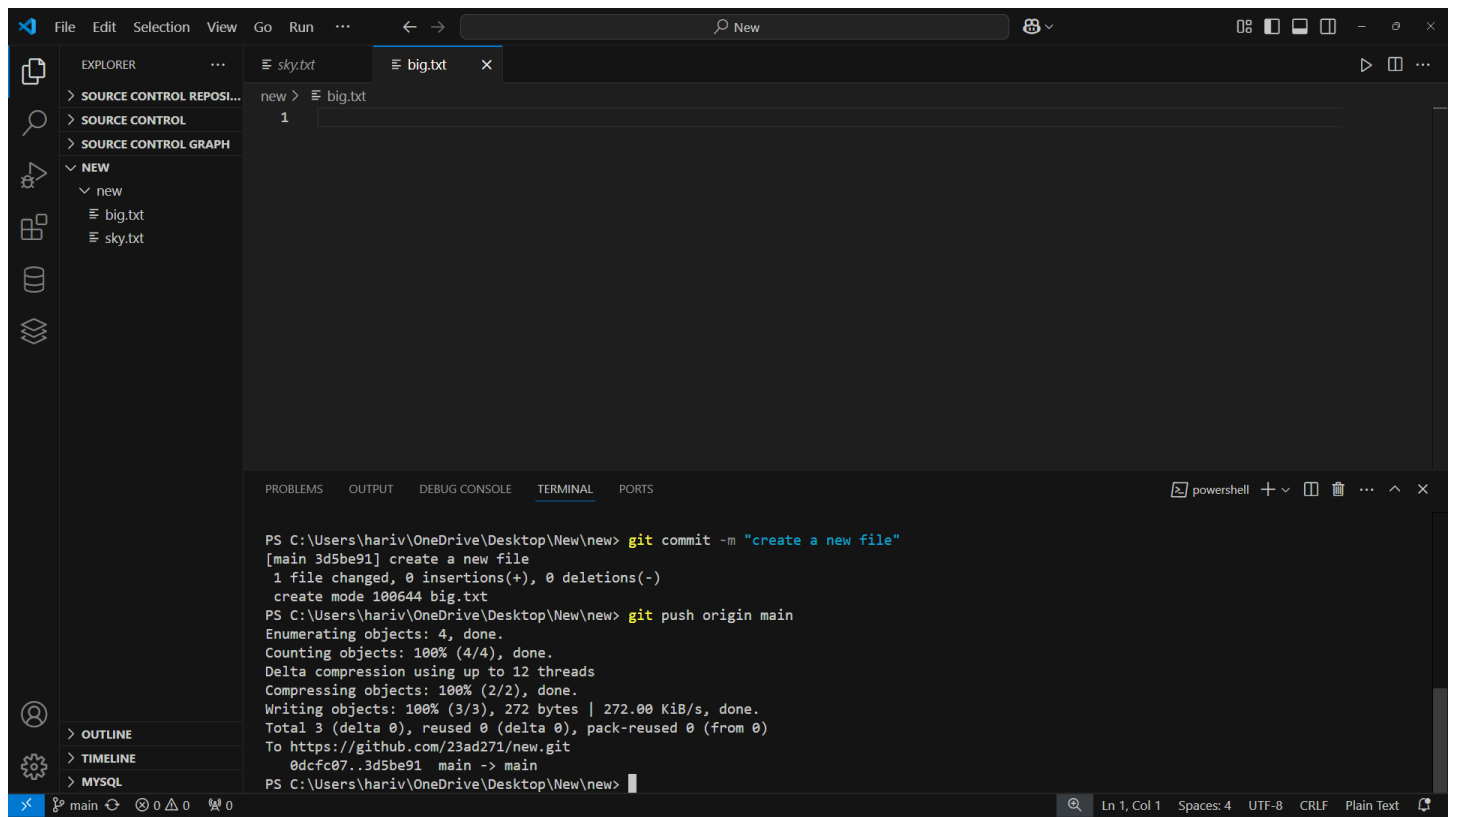 File Edit Selection View Go Run ··· New
EXPLORER ···
SOURCE CONTROL REPOSI...
SOURCE CONTROL
SOURCE CONTROL GRAPH
NEW
new
big.txt
sky.txt
OUTLINE
TIMELINE
MYSQL
sky.txt big.txt
new > big.txt
1
PROBLEMS OUTPUT DEBUG CONSOLE TERMINAL PORTS powershell
PS C:\Users\hariv\OneDrive\Desktop\New\new> git commit -m "create a new file"
[main 3d5be91] create a new file
1 file changed, 0 insertions(+), 0 deletions(-)
create mode 100644 big.txt
PS C:\Users\hariv\OneDrive\Desktop\New\new> git push origin main
Enumerating objects: 4, done.
Counting objects: 100% (4/4), done.
Delta compression using up to 12 threads
Compressing objects: 100% (2/2), done.
Writing objects: 100% (3/3), 272 bytes | 272.00 KiB/s, done.
Total 3 (delta 0), reused 0 (delta 0), pack-reused 0 (from 0)
To https://github.com/23ad271/new.git
0dcfc07..3d5be91 main -> main
PS C:\Users\hariv\OneDrive\Desktop\New\new>
main 0 0 0 Ln 1, Col 1 Spaces: 4 UTF-8 CRLF Plain Text